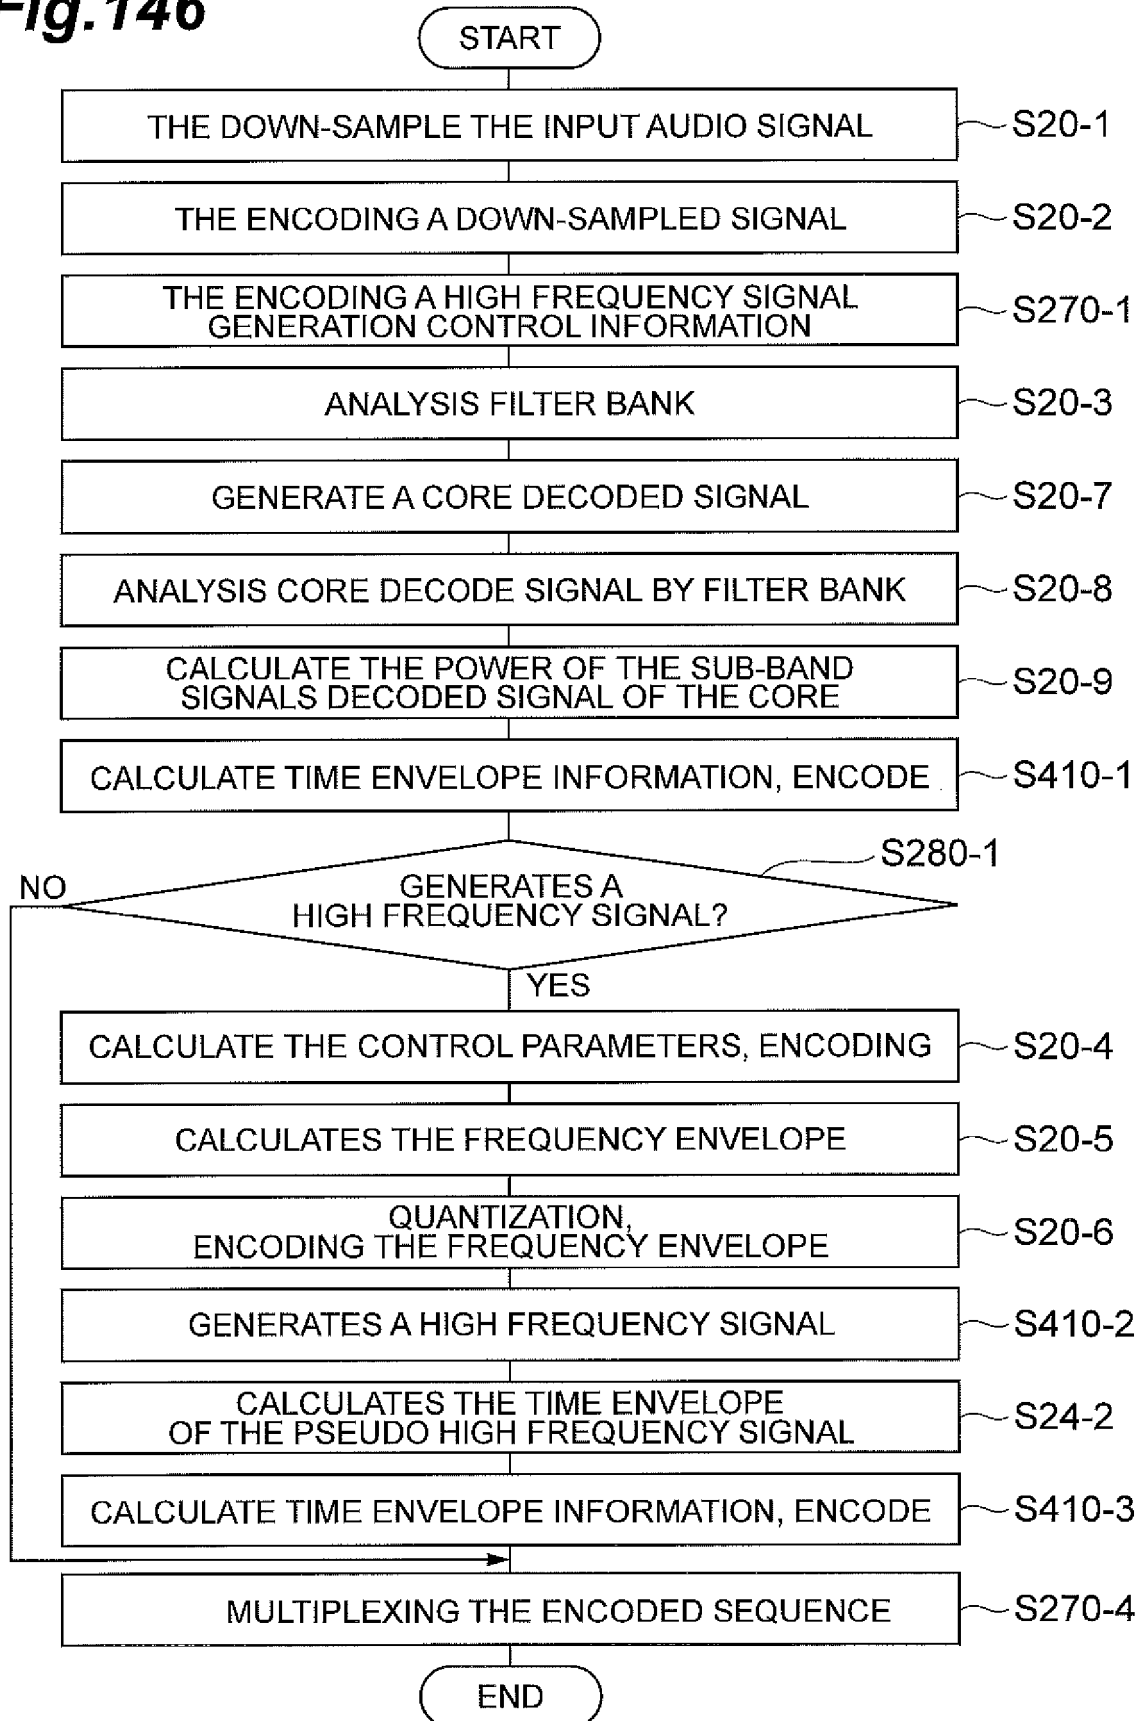 Fig.146
START
THE DOWN-SAMPLE THE INPUT AUDIO SIGNAL
S20-1
THE ENCODING A DOWN-SAMPLED SIGNAL
S20-2
THE ENCODING A HIGH FREQUENCY SIGNAL
GENERATION CONTROL INFORMATION
S270-1
ANALYSIS FILTER BANK
S20-3
GENERATE A CORE DECODED SIGNAL
S20-7
ANALYSIS CORE DECODE SIGNAL BY FILTER BANK
S20-8
CALCULATE THE POWER OF THE SUB-BAND
SIGNALS DECODED SIGNAL OF THE CORE
S20-9
CALCULATE TIME ENVELOPE INFORMATION, ENCODE
S410-1
S280-1
NO
GENERATES A
HIGH FREQUENCY SIGNAL?
YES
CALCULATE THE CONTROL PARAMETERS, ENCODING
S20-4
CALCULATES THE FREQUENCY ENVELOPE
S20-5
QUANTIZATION,
ENCODING THE FREQUENCY ENVELOPE
S20-6
GENERATES A HIGH FREQUENCY SIGNAL
S410-2
CALCULATES THE TIME ENVELOPE
OF THE PSEUDO HIGH FREQUENCY SIGNAL
S24-2
CALCULATE TIME ENVELOPE INFORMATION, ENCODE
S410-3
MULTIPLEXING THE ENCODED SEQUENCE
S270-4
END